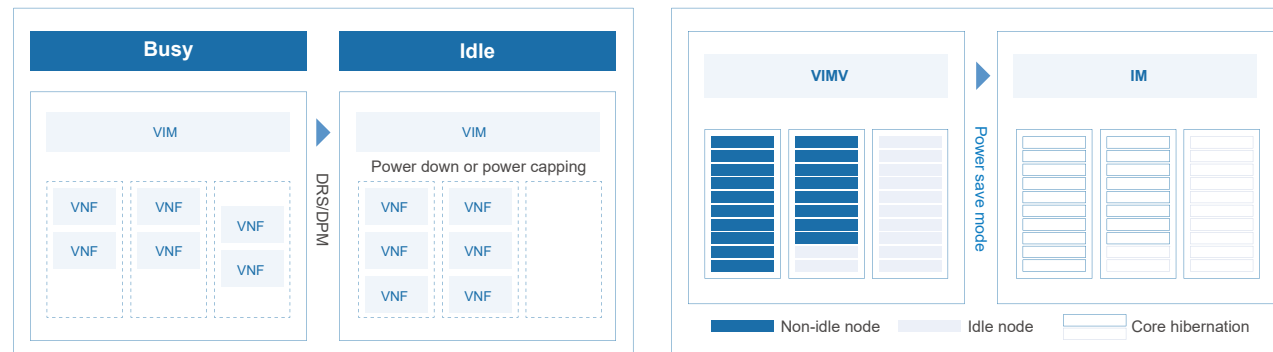 Busy
Idle
VIM
VIM
Power down or power capping
DRS/DPM
VNF
VNF
VNF
VNF
VNF
VNF
VNF
VNF
VNF
VNF
VNF
VNF
VIMV
IM
Power save mode
Non-idle node
Idle node
Core hibernation